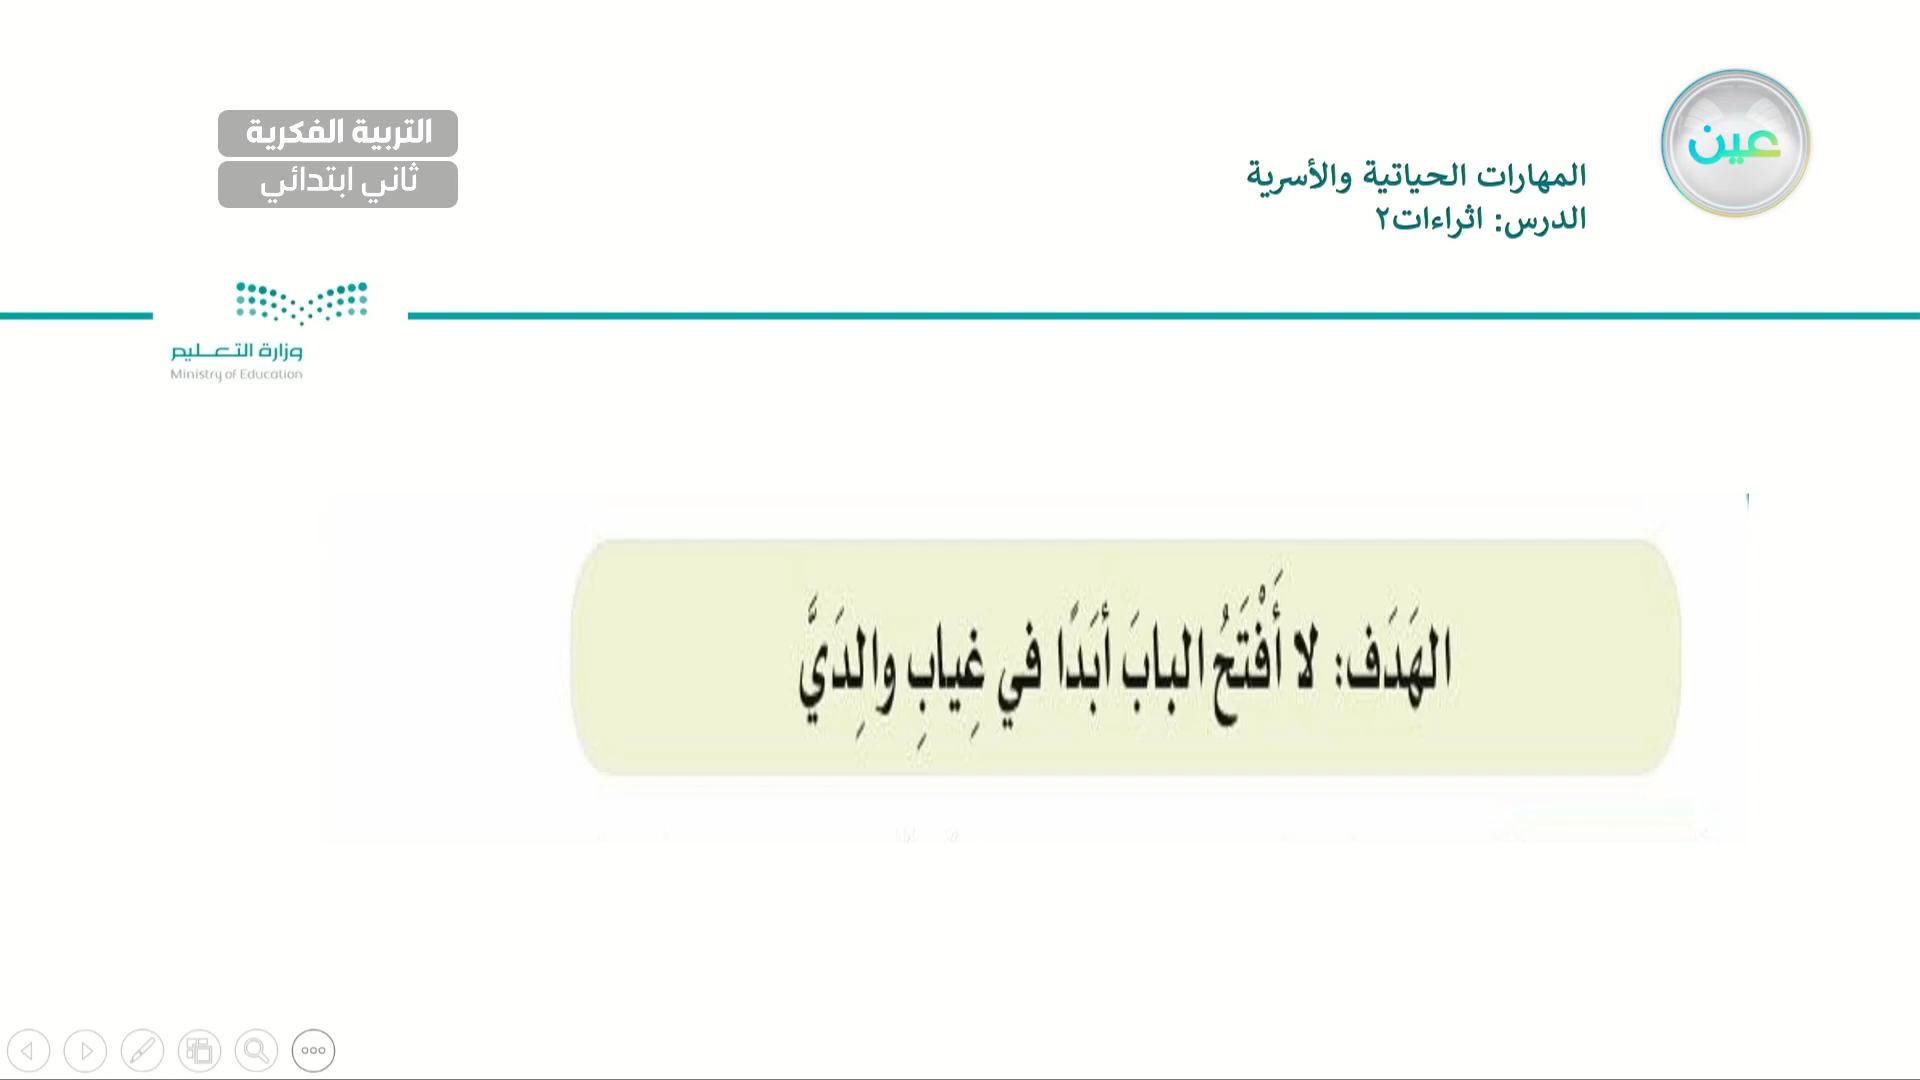 عين
المهارات الحياتية والأسرية
الدرس: اثراءات٢
التربية الفكرية
ثاني ابتدائي
وزارة التعليم
Ministry of Education
الهَدَف: لا أَفْتَحُ البابَ أبَدًا في غِيابِ والِدَيَّ